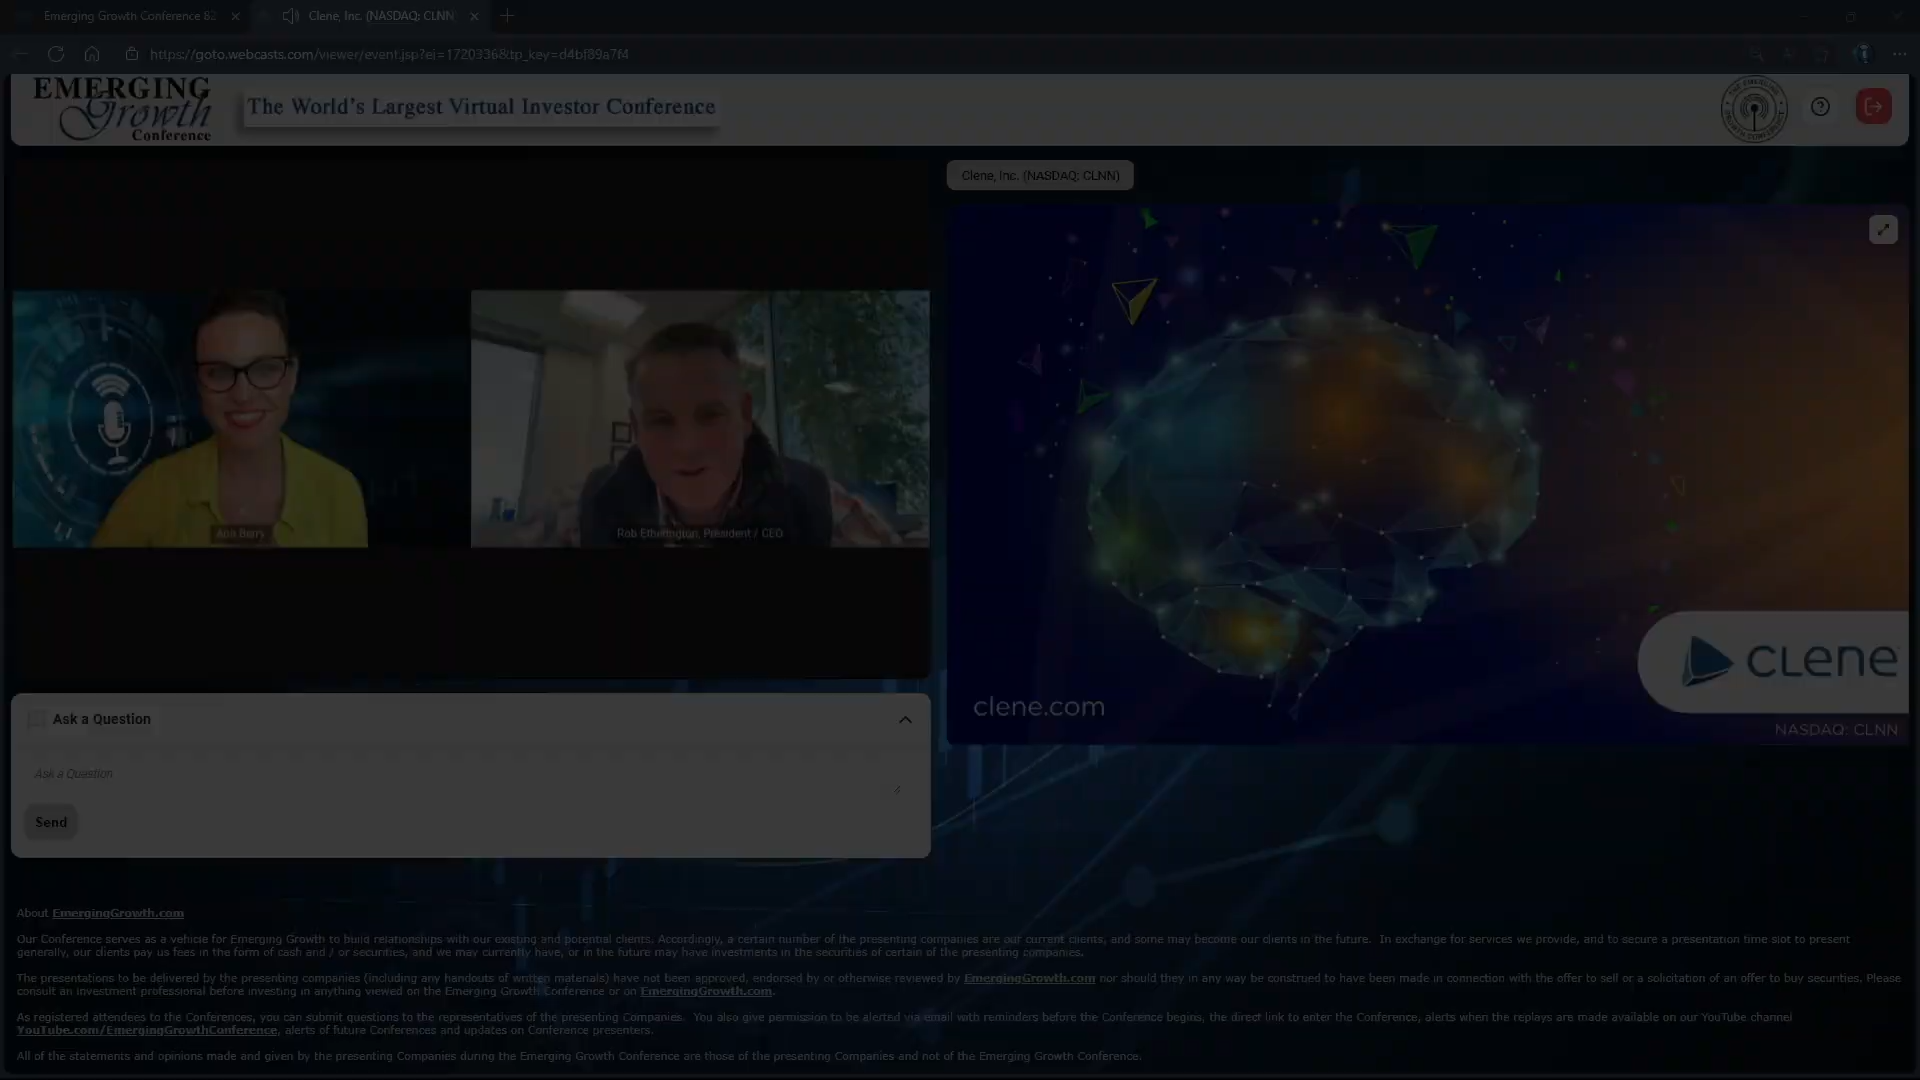 Emerging Growth Conference 82
Clene, Inc. (NASDAQ: CLNN
https://goto.webcasts.com/viewer/event.jsp?ei=1720336&tp_key=d4bf89a7f4
EMERGING
Growth
Conference
The World's Largest Virtual Investor Conference
Clene, Inc. (NASDAQ: CLNN)
Rob Etherington, President / CEO
clene.com
CLENE
NASDAQ: CLNN
Ask a Question
Ask a Question
Send
About EmergingGrowth.com
Our Conference serves as a vehicle for Emerging Growth to build relationships with our existing and potential clients. Accordingly, a certain number of the presenting companies are our current clients, and some may become our clients in the future. In exchange for services we provide, and to secure a presentation time slot to present
generally, our clients pay us fees in the form of cash and / or securities, and we may currently have, or in the future may have investments in the securities of certain of the presenting companies.
The presentations to be delivered by the presenting companies (including any handouts of written materials) have not been approved, endorsed by or otherwise reviewed by EmergingGrowth.com nor should they in any way be construed to have been made in connection with the offer to sell or a solicitation of an offer to buy securities. Please
consult an investment professional before investing in anything viewed on the Emerging Growth Conference or on EmergingGrowth.com.
As registered attendees to the Conferences, you can submit questions to the representatives of the presenting Companies. You also give permission to be alerted via email with reminders before the Conference begins, the direct link to enter the Conference, alerts when the replays are made available on our YouTube channel
YouTube.com/EmergingGrowthConference, alerts of future Conferences and updates on Conference presenters.
All of the statements and opinions made and given by the presenting Companies during the Emerging Growth Conference are those of the presenting Companies and not of the Emerging Growth Conference.